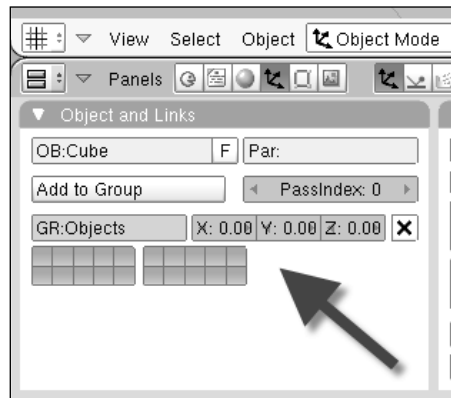 View Select Object Object Mode
Panels
Object and Links
OB:Cube F Par:
Add to Group PassIndex: 0
GR:Objects X: 0.00 Y: 0.00 Z: 0.00